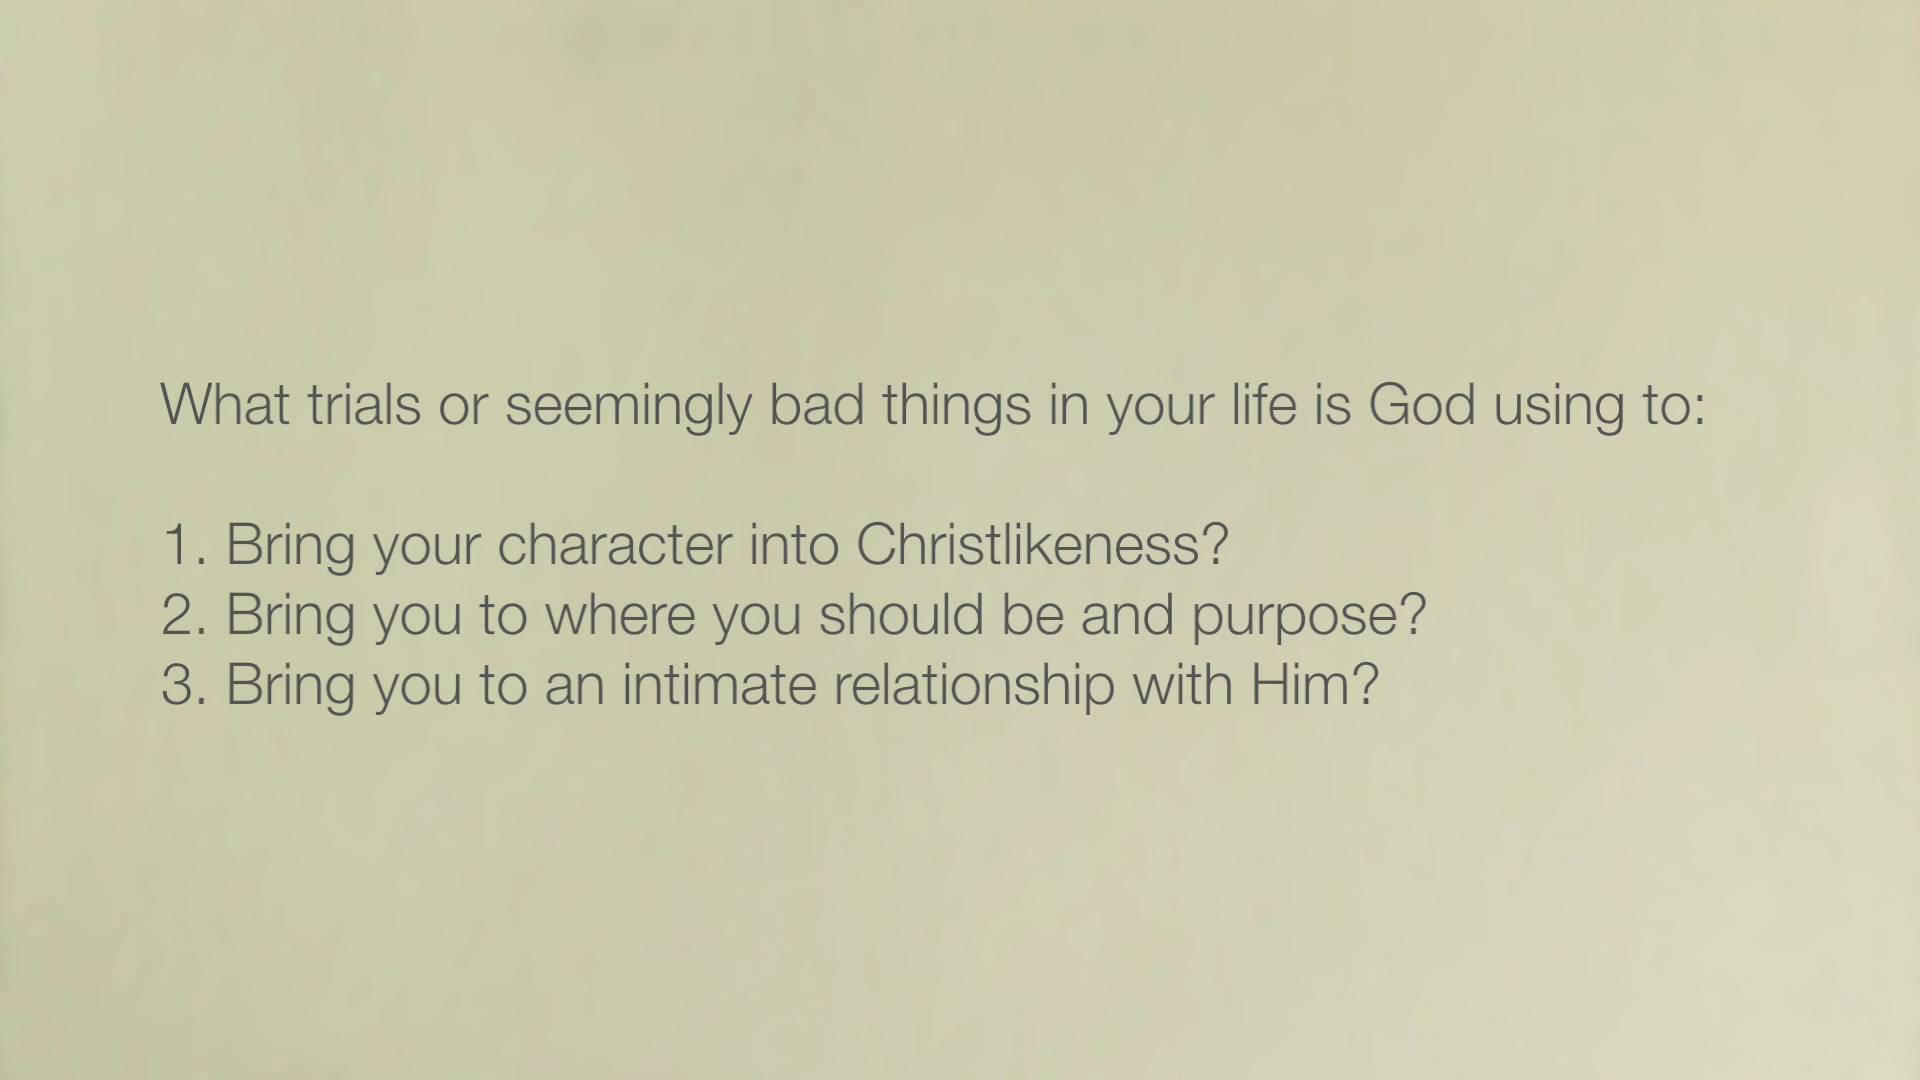 What trials or seemingly bad things in your life is God using to:
1. Bring your character into Christlikeness?
2. Bring you to where you should be and purpose?
3. Bring you to an intimate relationship with Him?